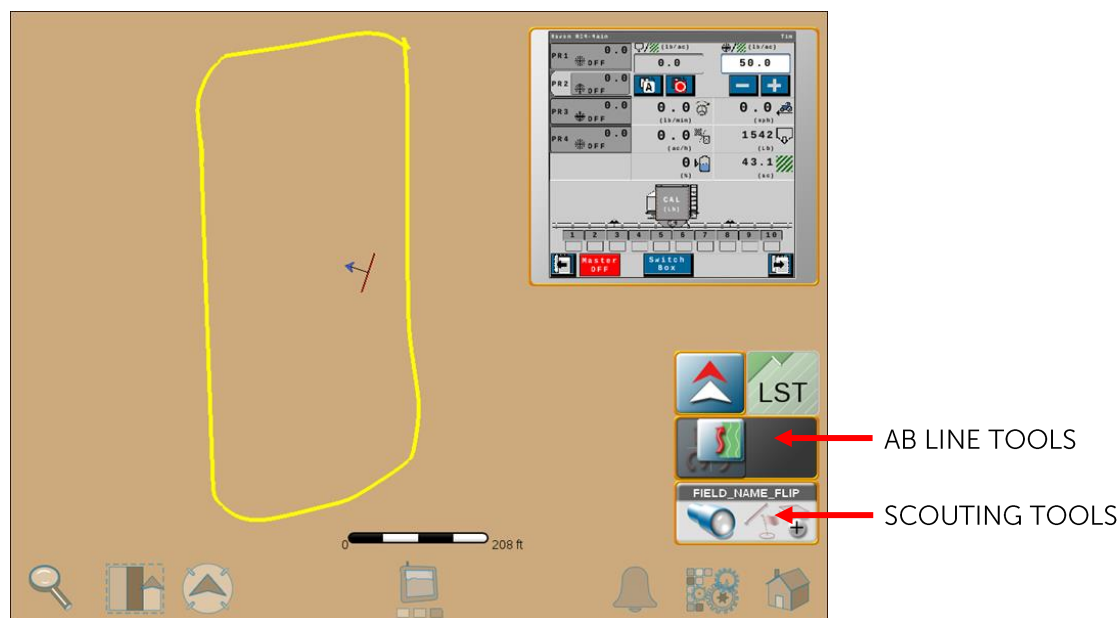 Raven N24-Main Tim
PR1 0.0
OFF
(lb/ac)
0.0
(lb/ac)
50.0
PR2 0.0
OFF
A
PR3 0.0
OFF
0.0
(lb/min)
0.0
(mph)
PR4 0.0
OFF
0.0
(ac/h)
1542
(Lb)
0
(%)
43.1
(ac)
CAL
(Lb)
1 2 3 4 5 6 7 8 9 10
Master
OFF
Switch
Box
LST
AB LINE TOOLS
FIELD_NAME_FLIP
SCOUTING TOOLS
0 208 ft